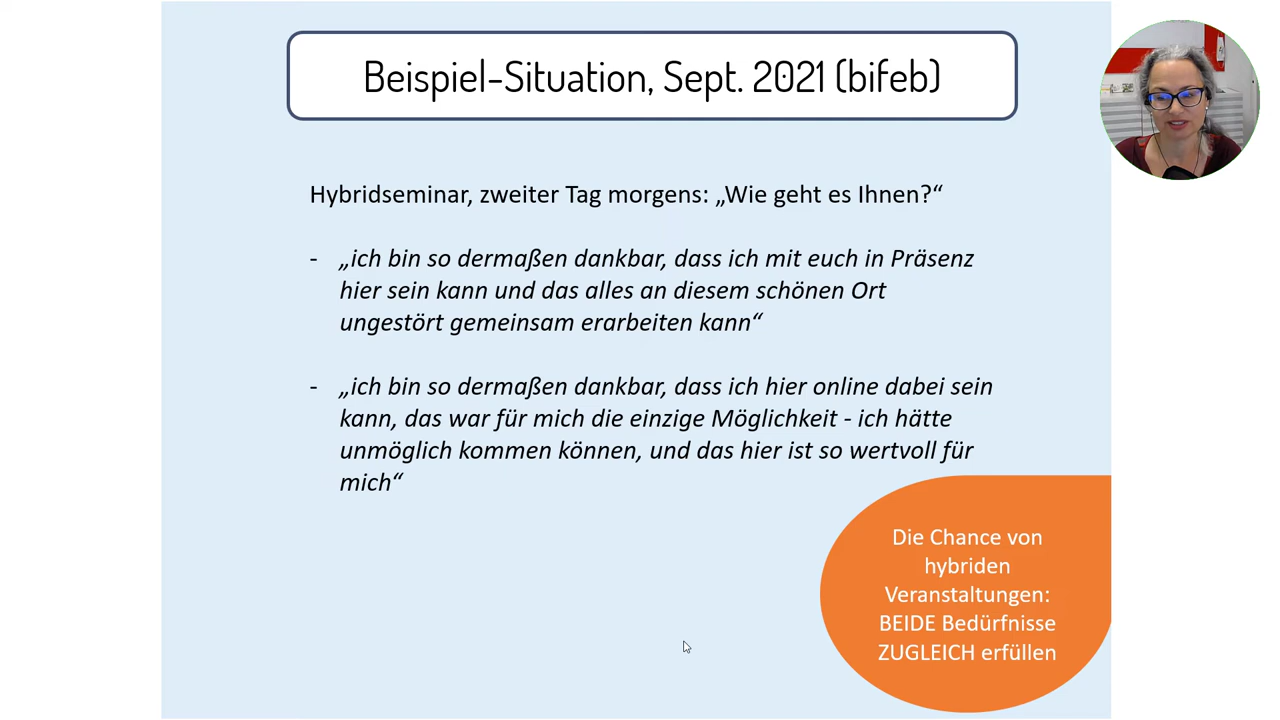 Beispiel-Situation, Sept. 2021 (bifeb)
Hybridseminar, zweiter Tag morgens: „Wie geht es Ihnen?“
- „ich bin so dermaßen dankbar, dass ich mit euch in Präsenz
hier sein kann und das alles an diesem schönen Ort
ungestört gemeinsam erarbeiten kann“
- „ich bin so dermaßen dankbar, dass ich hier online dabei sein
kann, das war für mich die einzige Möglichkeit - ich hätte
unmöglich kommen können, und das hier ist so wertvoll für
mich“
Die Chance von
hybriden
Veranstaltungen:
BEIDE Bedürfnisse
ZUGLEICH erfüllen